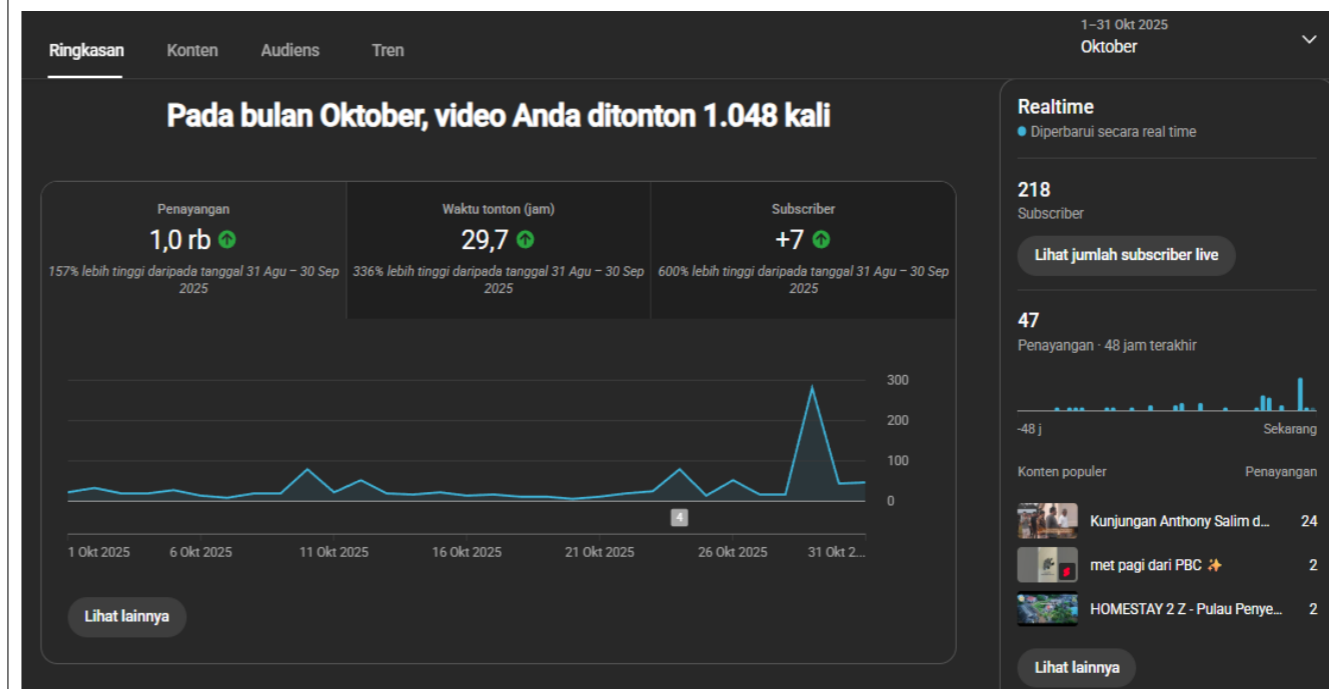 Ringkasan
Konten
Audiens
Tren
1–31 Okt 2025
Oktober
Pada bulan Oktober, video Anda ditonton 1.048 kali
Penayangan
1,0 rb
157% lebih tinggi daripada tanggal 31 Agu – 30 Sep
2025
Waktu tonton (jam)
29,7
336% lebih tinggi daripada tanggal 31 Agu – 30 Sep
2025
Subscriber
+7
600% lebih tinggi daripada tanggal 31 Agu – 30 Sep
2025
300
200
100
0
4
1 Okt 2025
6 Okt 2025
11 Okt 2025
16 Okt 2025
21 Okt 2025
26 Okt 2025
31 Okt 2...
Lihat lainnya
Realtime
Diperbarui secara real time
218
Subscriber
Lihat jumlah subscriber live
47
Penayangan · 48 jam terakhir
-48 j
Sekarang
Konten populer
Penayangan
Kunjungan Anthony Salim d... 24
met pagi dari PBC ✨ 2
HOMESTAY 2 Z - Pulau Penye... 2
Lihat lainnya